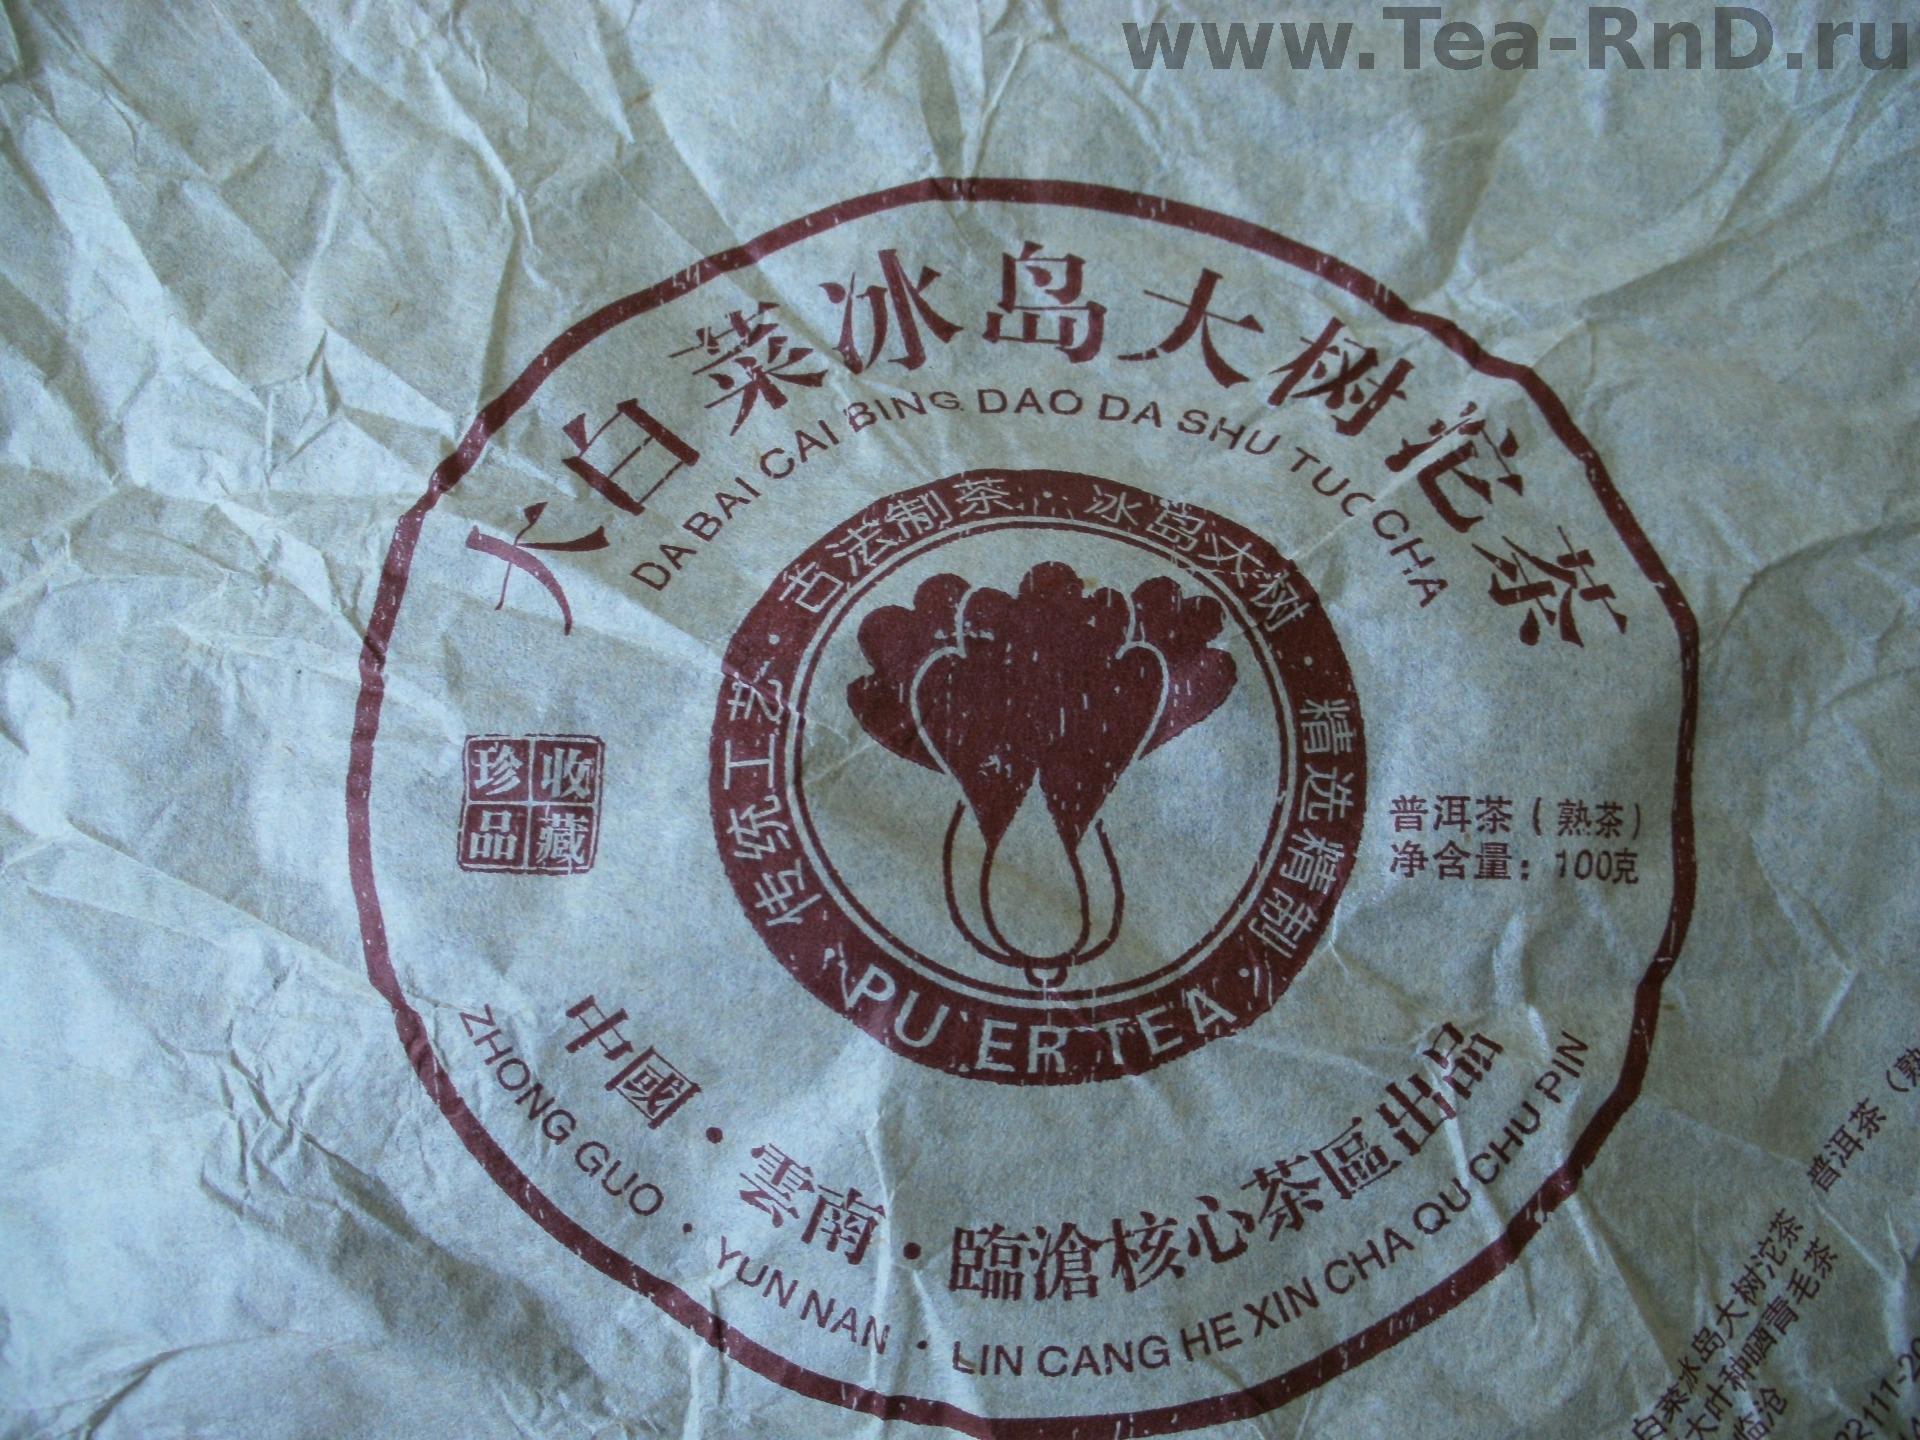 www.Tea-RnD.ru
大白菜冰岛大树沱茶
DA BAI CAI BING DAO DA SHU TUO CHA
传统工艺·古法制茶·冰岛大树·精选精制·
PU'ER TEA
珍品
收藏
普洱茶（熟茶）
净含量：100克
中國·雲南·臨滄核心茶區出品
ZHONG GUO · YUN NAN · LIN CANG HE XIN CHA QU CHU PIN
普洱茶（熟
白菜冰岛大树沱茶
大叶种晒青毛茶
临沧